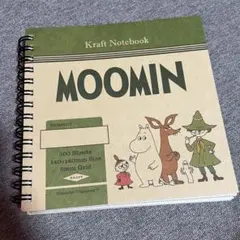 Kraft Notebook
MOOMIN
100 Sheets
140x140mm Size
5mm Grid